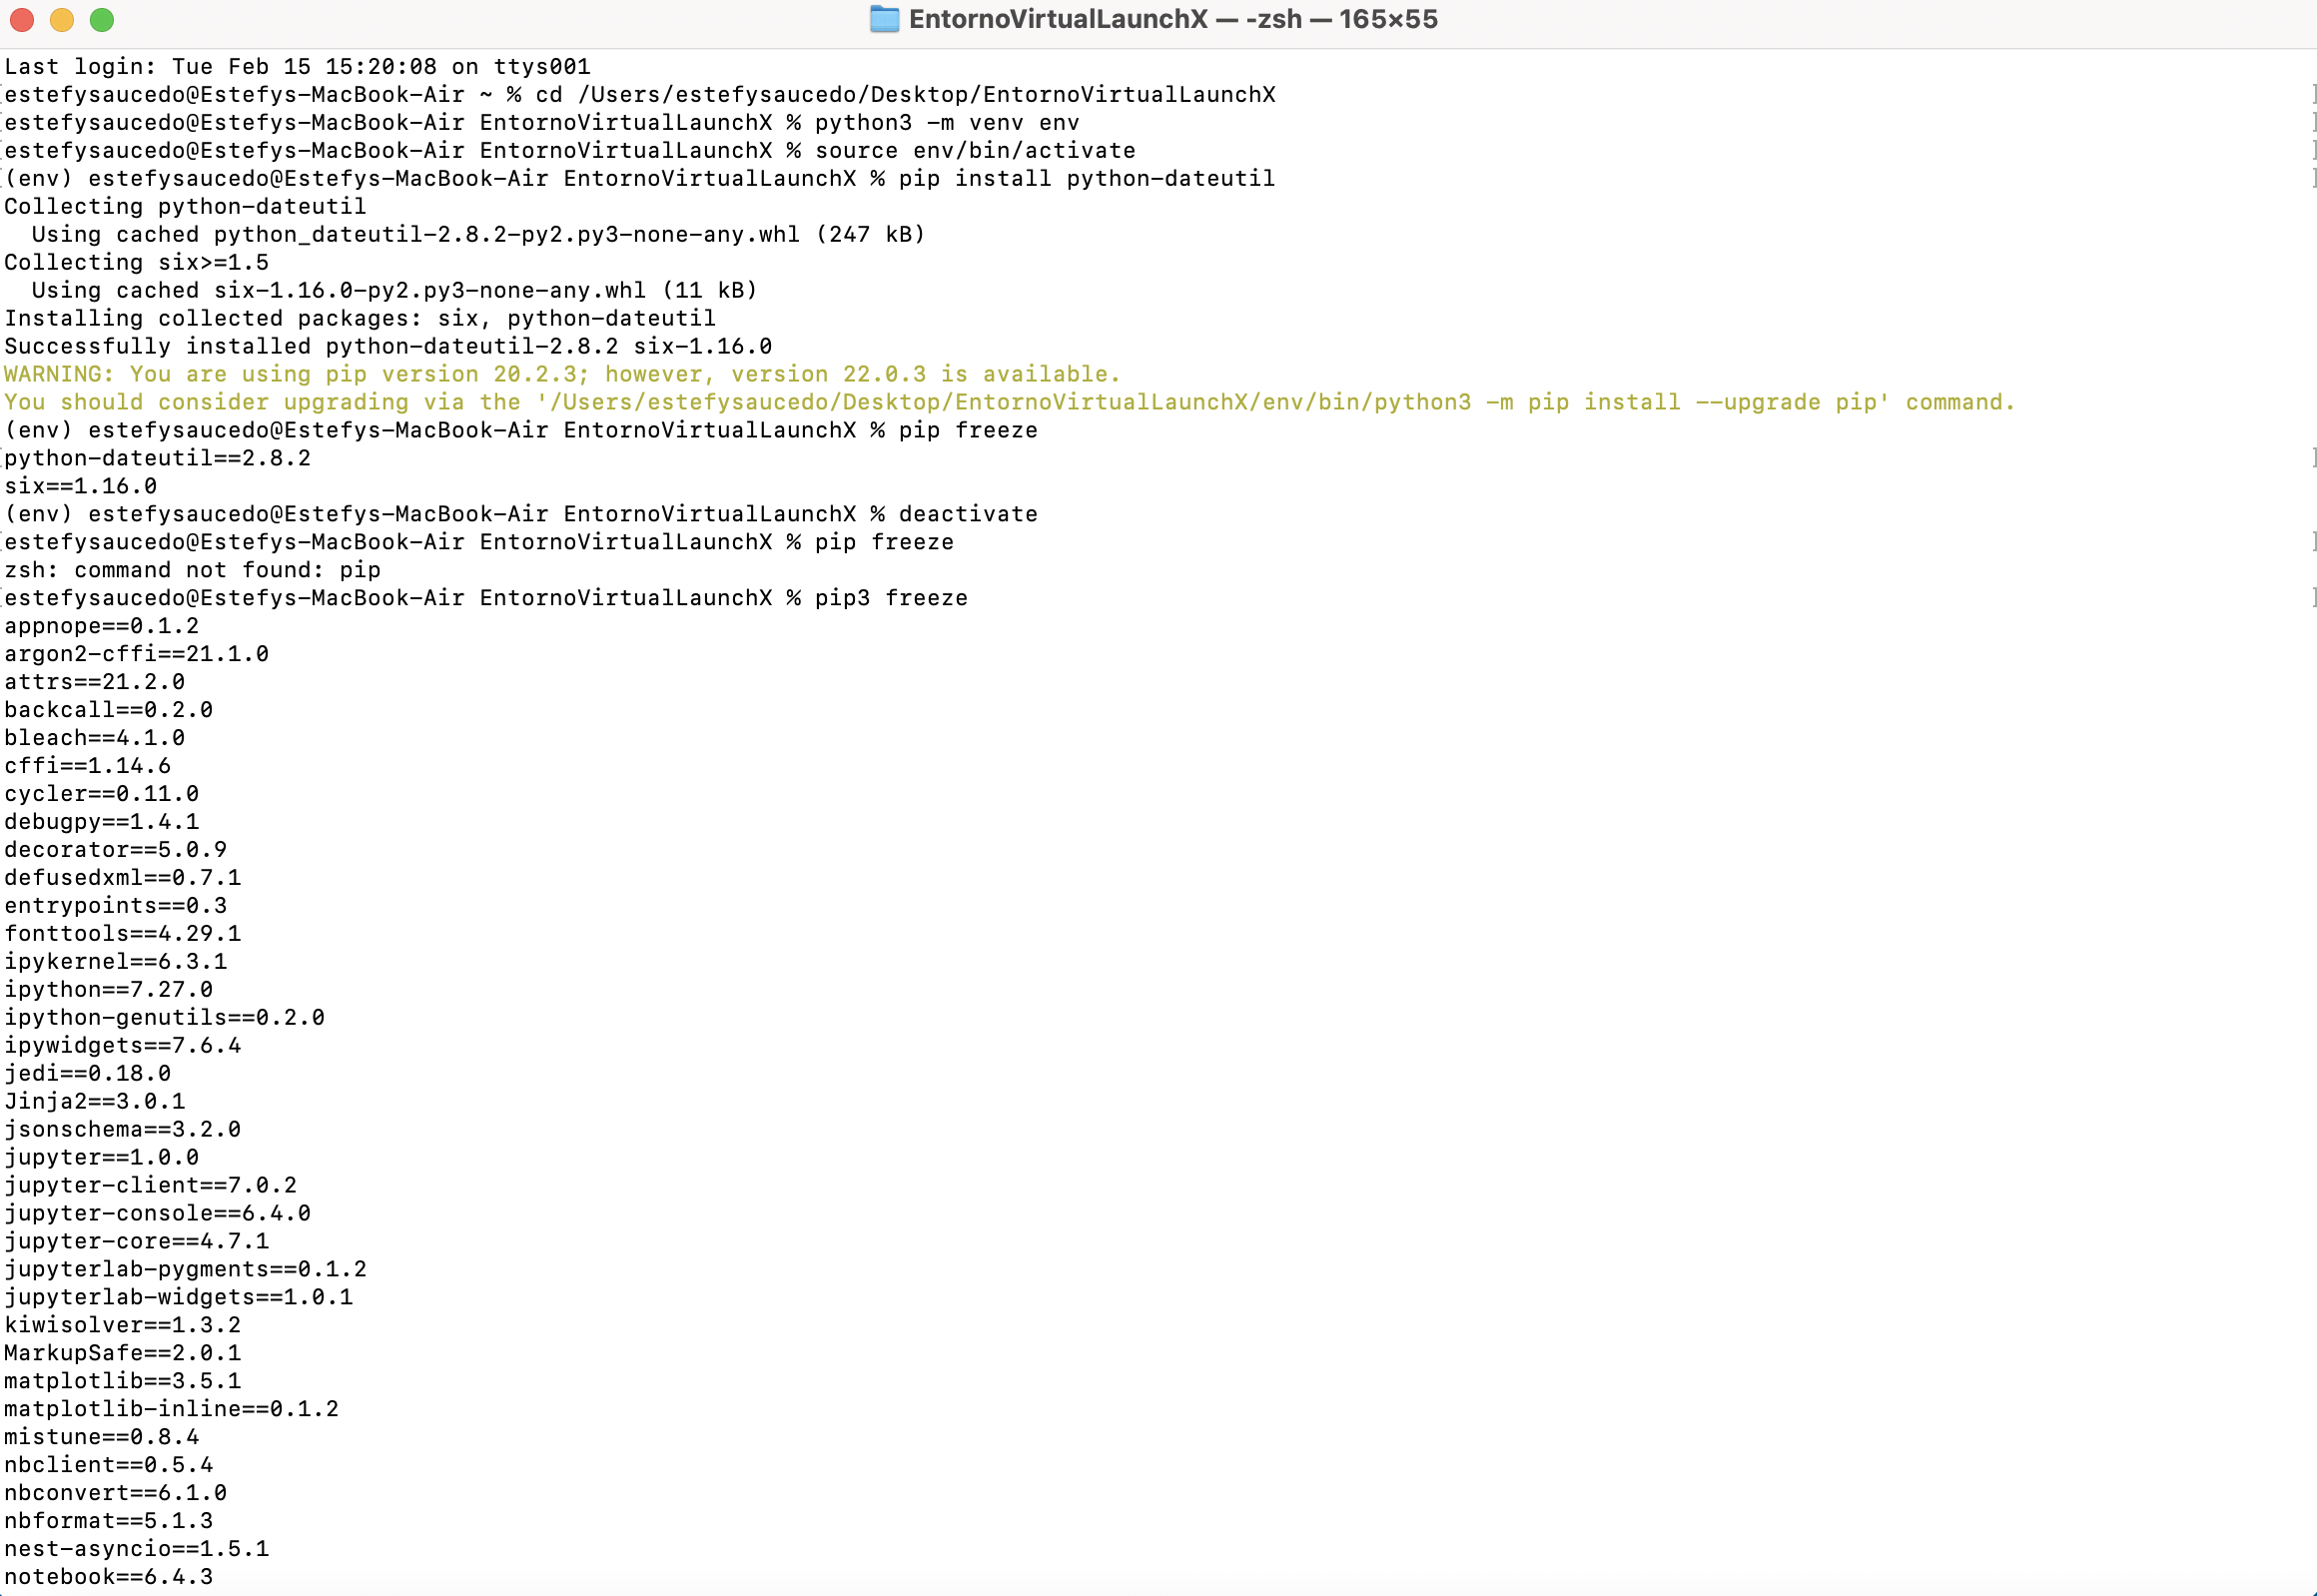 EntornoVirtualLaunchX — -zsh — 165×55
Last login: Tue Feb 15 15:20:08 on ttys001
estefysaucedo@Estefys-MacBook-Air ~ % cd /Users/estefysaucedo/Desktop/EntornoVirtualLaunchX
estefysaucedo@Estefys-MacBook-Air EntornoVirtualLaunchX % python3 -m venv env
estefysaucedo@Estefys-MacBook-Air EntornoVirtualLaunchX % source env/bin/activate
(env) estefysaucedo@Estefys-MacBook-Air EntornoVirtualLaunchX % pip install python-dateutil
Collecting python-dateutil
  Using cached python_dateutil-2.8.2-py2.py3-none-any.whl (247 kB)
Collecting six>=1.5
  Using cached six-1.16.0-py2.py3-none-any.whl (11 kB)
Installing collected packages: six, python-dateutil
Successfully installed python-dateutil-2.8.2 six-1.16.0
WARNING: You are using pip version 20.2.3; however, version 22.0.3 is available.
You should consider upgrading via the '/Users/estefysaucedo/Desktop/EntornoVirtualLaunchX/env/bin/python3 -m pip install --upgrade pip' command.
(env) estefysaucedo@Estefys-MacBook-Air EntornoVirtualLaunchX % pip freeze
python-dateutil==2.8.2
six==1.16.0
(env) estefysaucedo@Estefys-MacBook-Air EntornoVirtualLaunchX % deactivate
estefysaucedo@Estefys-MacBook-Air EntornoVirtualLaunchX % pip freeze
zsh: command not found: pip
estefysaucedo@Estefys-MacBook-Air EntornoVirtualLaunchX % pip3 freeze
appnope==0.1.2
argon2-cffi==21.1.0
attrs==21.2.0
backcall==0.2.0
bleach==4.1.0
cffi==1.14.6
cycler==0.11.0
debugpy==1.4.1
decorator==5.0.9
defusedxml==0.7.1
entrypoints==0.3
fonttools==4.29.1
ipykernel==6.3.1
ipython==7.27.0
ipython-genutils==0.2.0
ipywidgets==7.6.4
jedi==0.18.0
Jinja2==3.0.1
jsonschema==3.2.0
jupyter==1.0.0
jupyter-client==7.0.2
jupyter-console==6.4.0
jupyter-core==4.7.1
jupyterlab-pygments==0.1.2
jupyterlab-widgets==1.0.1
kiwisolver==1.3.2
MarkupSafe==2.0.1
matplotlib==3.5.1
matplotlib-inline==0.1.2
mistune==0.8.4
nbclient==0.5.4
nbconvert==6.1.0
nbformat==5.1.3
nest-asyncio==1.5.1
notebook==6.4.3